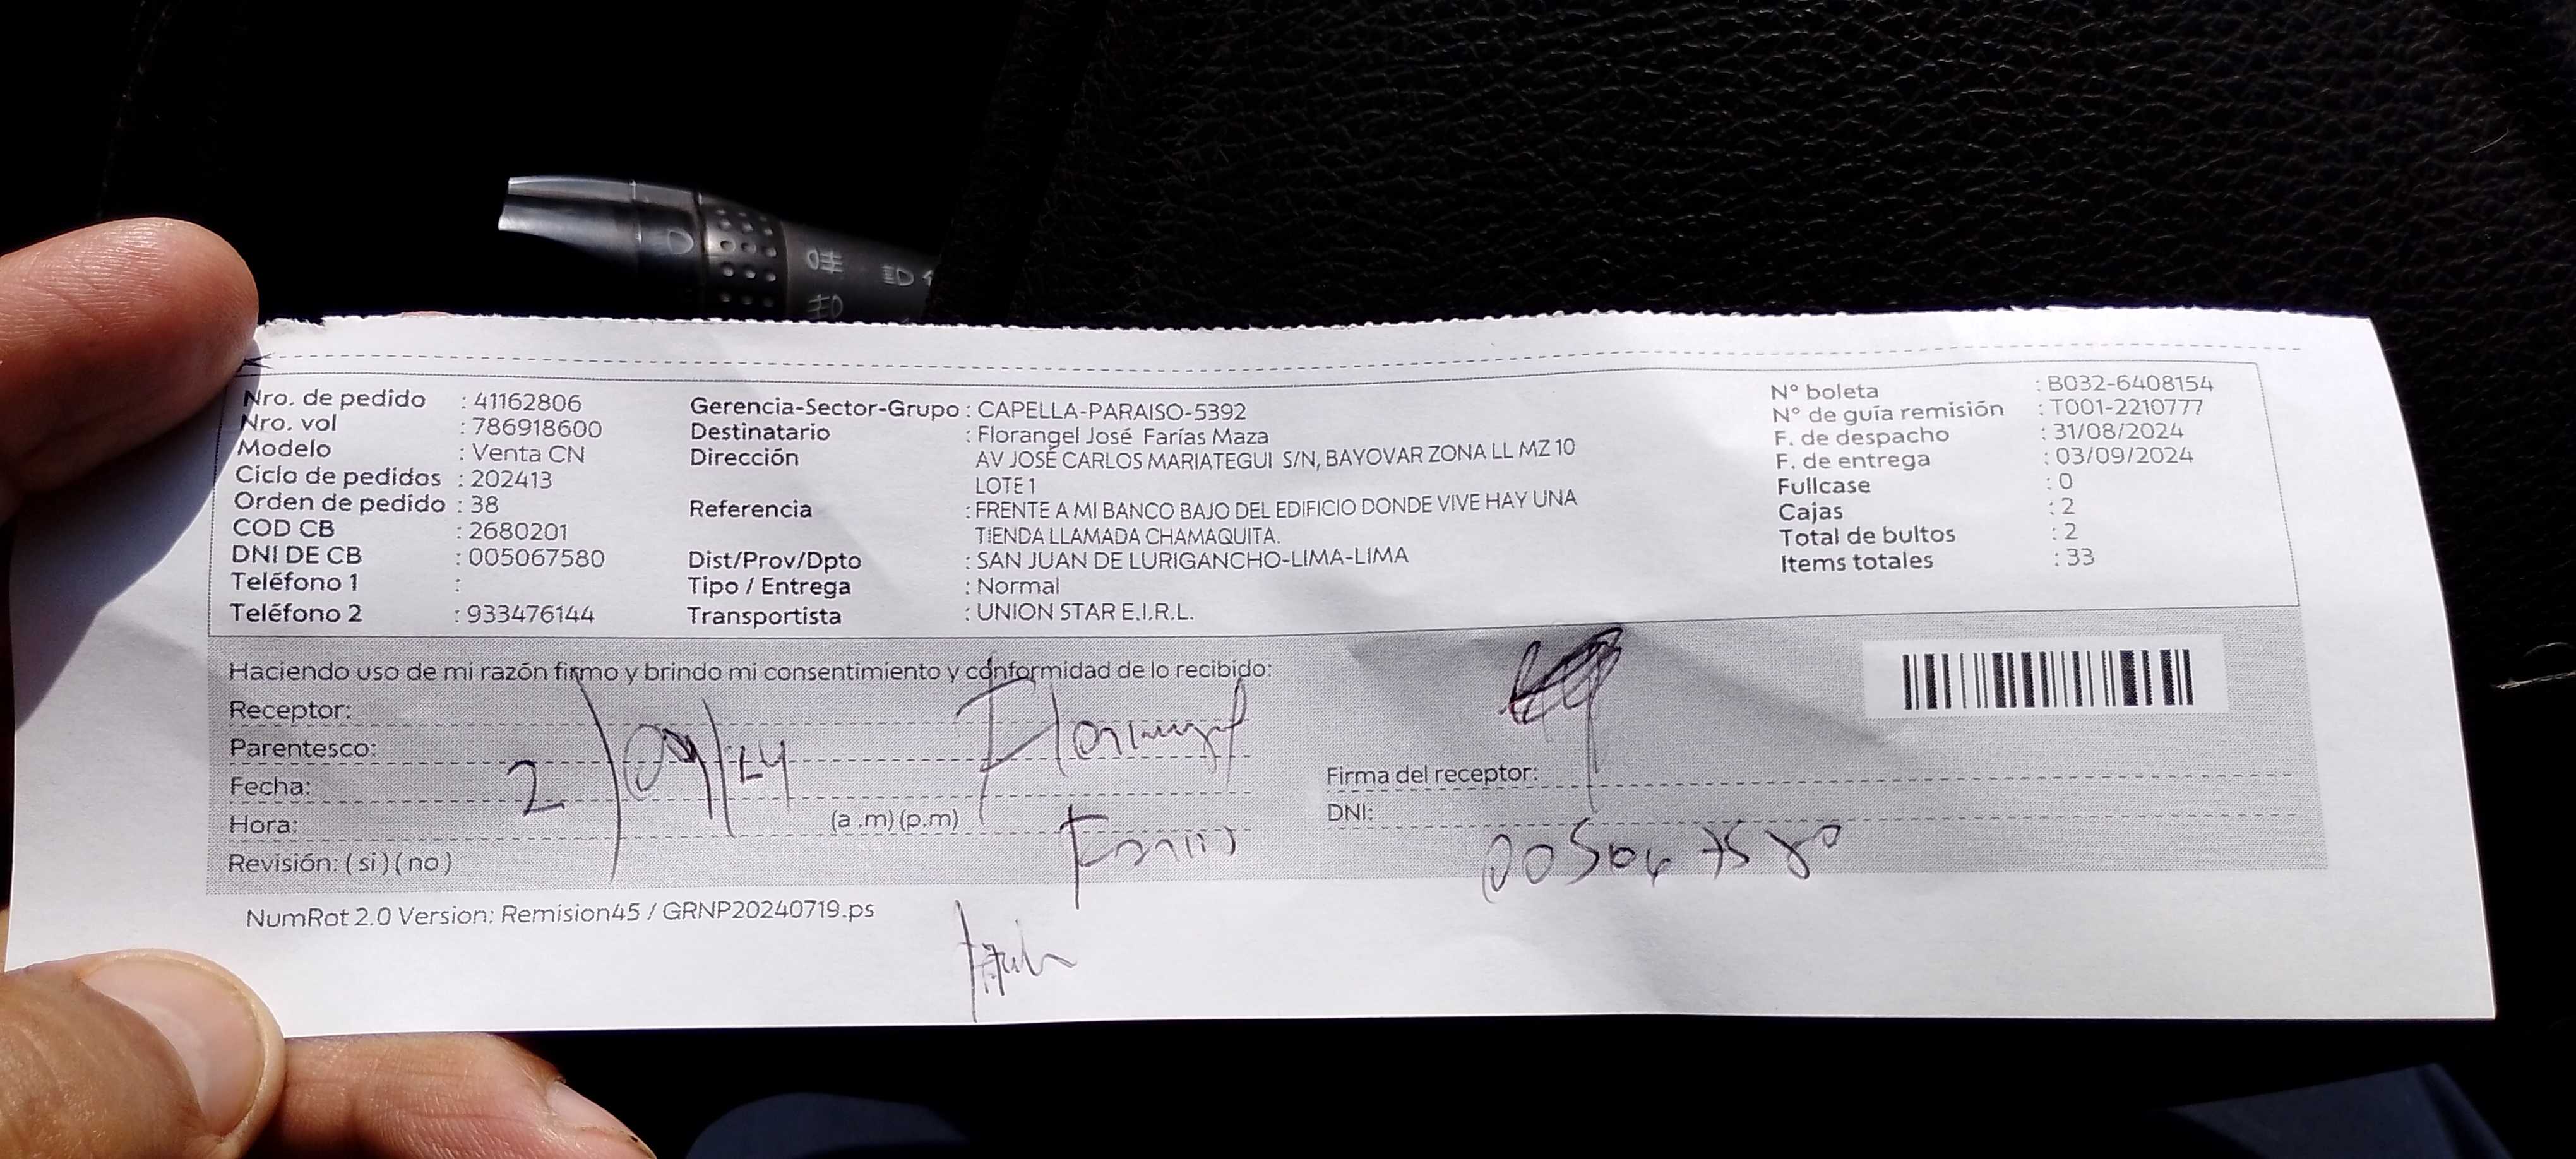 Nro. de pedido : 41162806
Nro. vol : 786918600
Modelo : Venta CN
Ciclo de pedidos : 202413
Orden de pedido : 38
COD CB : 2680201
DNI DE CB : 005067580
Teléfono 1 :
Teléfono 2 : 933476144
Gerencia-Sector-Grupo : CAPELLA-PARAISO-5392
Destinatario : Florangel José Farías Maza
Dirección AV JOSÉ CARLOS MARIATEGUI S/N, BAYOVAR ZONA LL MZ 10
LOTE 1
Referencia : FRENTE A MI BANCO BAJO DEL EDIFICIO DONDE VIVE HAY UNA
TIENDA LLAMADA CHAMAQUITA.
Dist/Prov/Dpto : SAN JUAN DE LURIGANCHO-LIMA-LIMA
Tipo / Entrega : Normal
Transportista : UNION STAR E.I.R.L.
N° boleta : B032-6408154
N° de guía remisión : T001-2210777
F. de despacho : 31/08/2024
F. de entrega : 03/09/2024
Fullcase : 0
Cajas : 2
Total de bultos : 2
Items totales : 33
Haciendo uso de mi razón firmo y brindo mi consentimiento y conformidad de lo recibido:
Receptor: Florangel
Parentesco:
Fecha: 2/09/24
Hora: (a .m) (p.m)
Farias
Revisión: ( si ) ( no )
Firma del receptor:
DNI:
005067580
NumRot 2.0 Version: Remision45 / GRNP20240719.ps